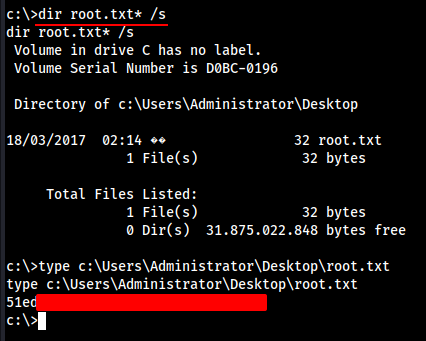 c:\>dir root.txt* /s
dir root.txt* /s
Volume in drive C has no label.
Volume Serial Number is D0BC-0196
Directory of c:\Users\Administrator\Desktop
18/03/2017  02:14 �� 32 root.txt
1 File(s) 32 bytes
Total Files Listed:
1 File(s) 32 bytes
0 Dir(s) 31.875.022.848 bytes free
c:\>type c:\Users\Administrator\Desktop\root.txt
type c:\Users\Administrator\Desktop\root.txt
51ed
c:\>